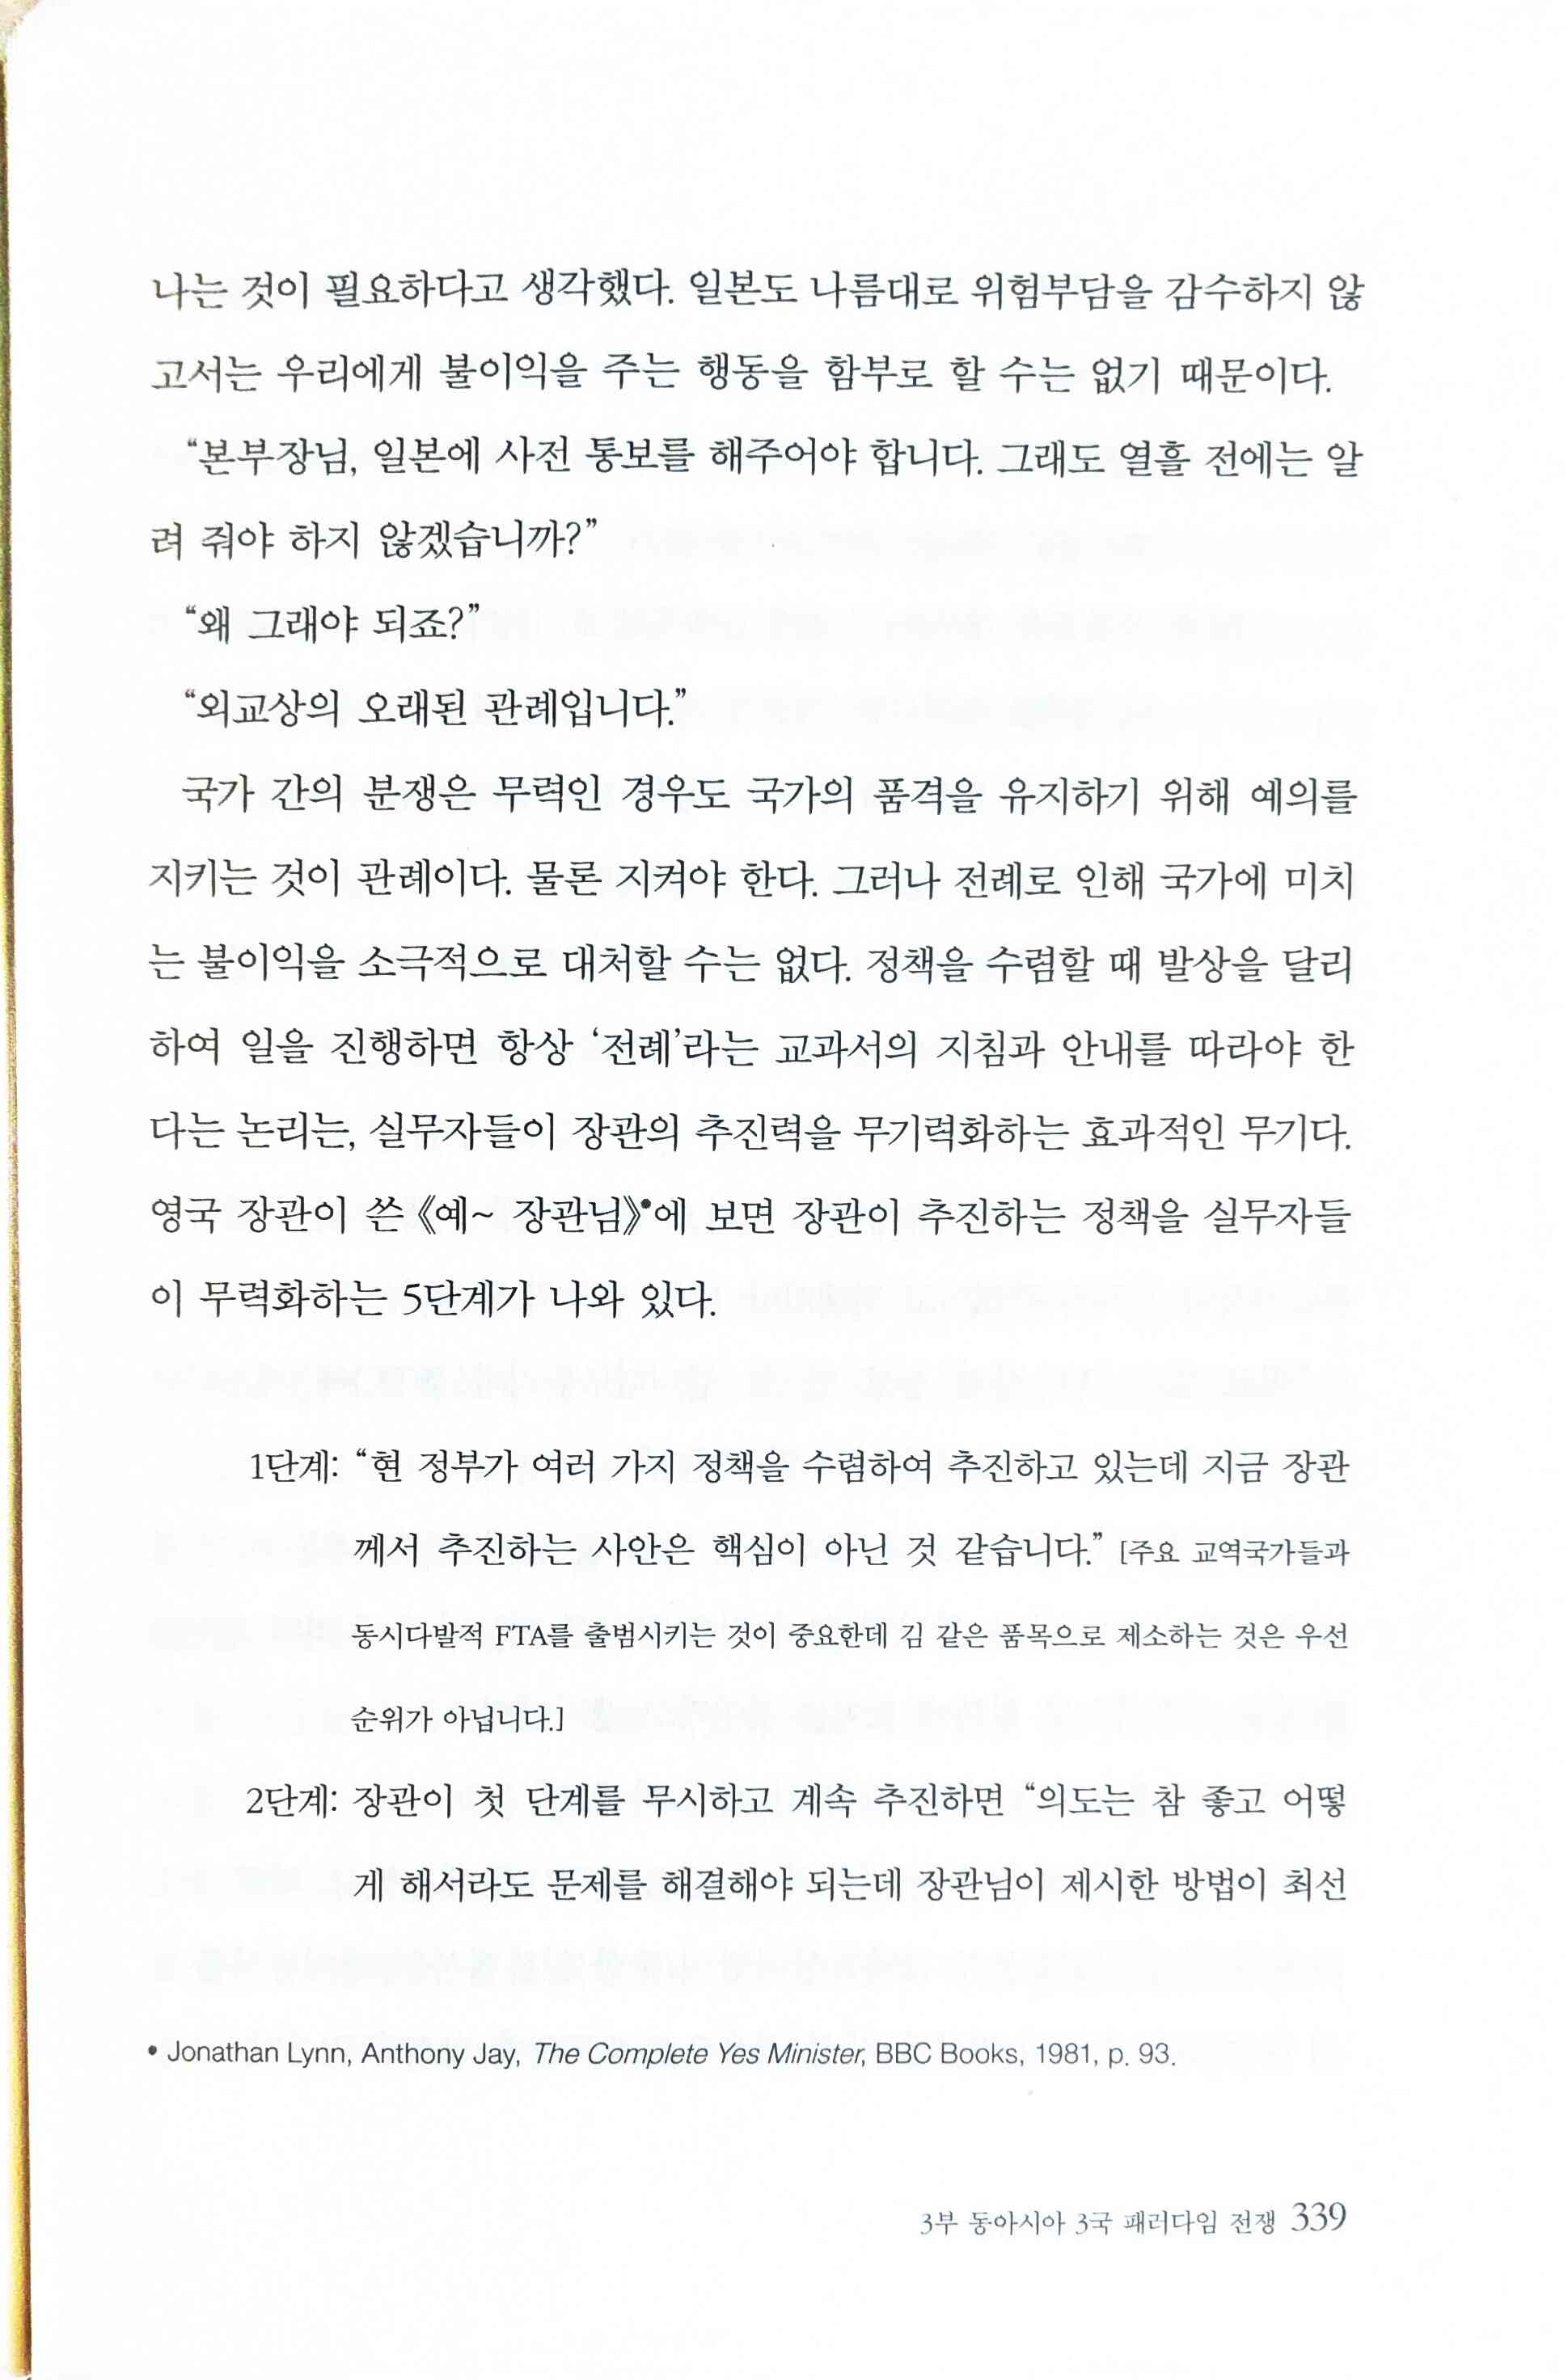 나는 것이 필요하다고 생각했다. 일본도 나름대로 위험부담을 감수하지 않
고서는 우리에게 불이익을 주는 행동을 함부로 할 수는 없기 때문이다.
“본부장님, 일본에 사전 통보를 해주어야 합니다. 그래도 열흘 전에는 알
려 줘야 하지 않겠습니까?”
“왜 그래야 되죠?”
“외교상의 오래된 관례입니다.”
국가 간의 분쟁은 무력인 경우도 국가의 품격을 유지하기 위해 예의를
지키는 것이 관례이다. 물론 지켜야 한다. 그러나 전례로 인해 국가에 미치
는 불이익을 소극적으로 대처할 수는 없다. 정책을 수렴할 때 발상을 달리
하여 일을 진행하면 항상 ‘전례’라는 교과서의 지침과 안내를 따라야 한
다는 논리는, 실무자들이 장관의 추진력을 무기력화하는 효과적인 무기다.
영국 장관이 쓴 《예~ 장관님》•에 보면 장관이 추진하는 정책을 실무자들
이 무력화하는 5단계가 나와 있다.
1단계: “현 정부가 여러 가지 정책을 수렴하여 추진하고 있는데 지금 장관
께서 추진하는 사안은 핵심이 아닌 것 같습니다.” [주요 교역국가들과
동시다발적 FTA를 출범시키는 것이 중요한데 김 같은 품목으로 제소하는 것은 우선
순위가 아닙니다.]
2단계: 장관이 첫 단계를 무시하고 계속 추진하면 “의도는 참 좋고 어떻
게 해서라도 문제를 해결해야 되는데 장관님이 제시한 방법이 최선
• Jonathan Lynn, Anthony Jay, The Complete Yes Minister, BBC Books, 1981, p. 93.
3부 동아시아 3국 패러다임 전쟁 339